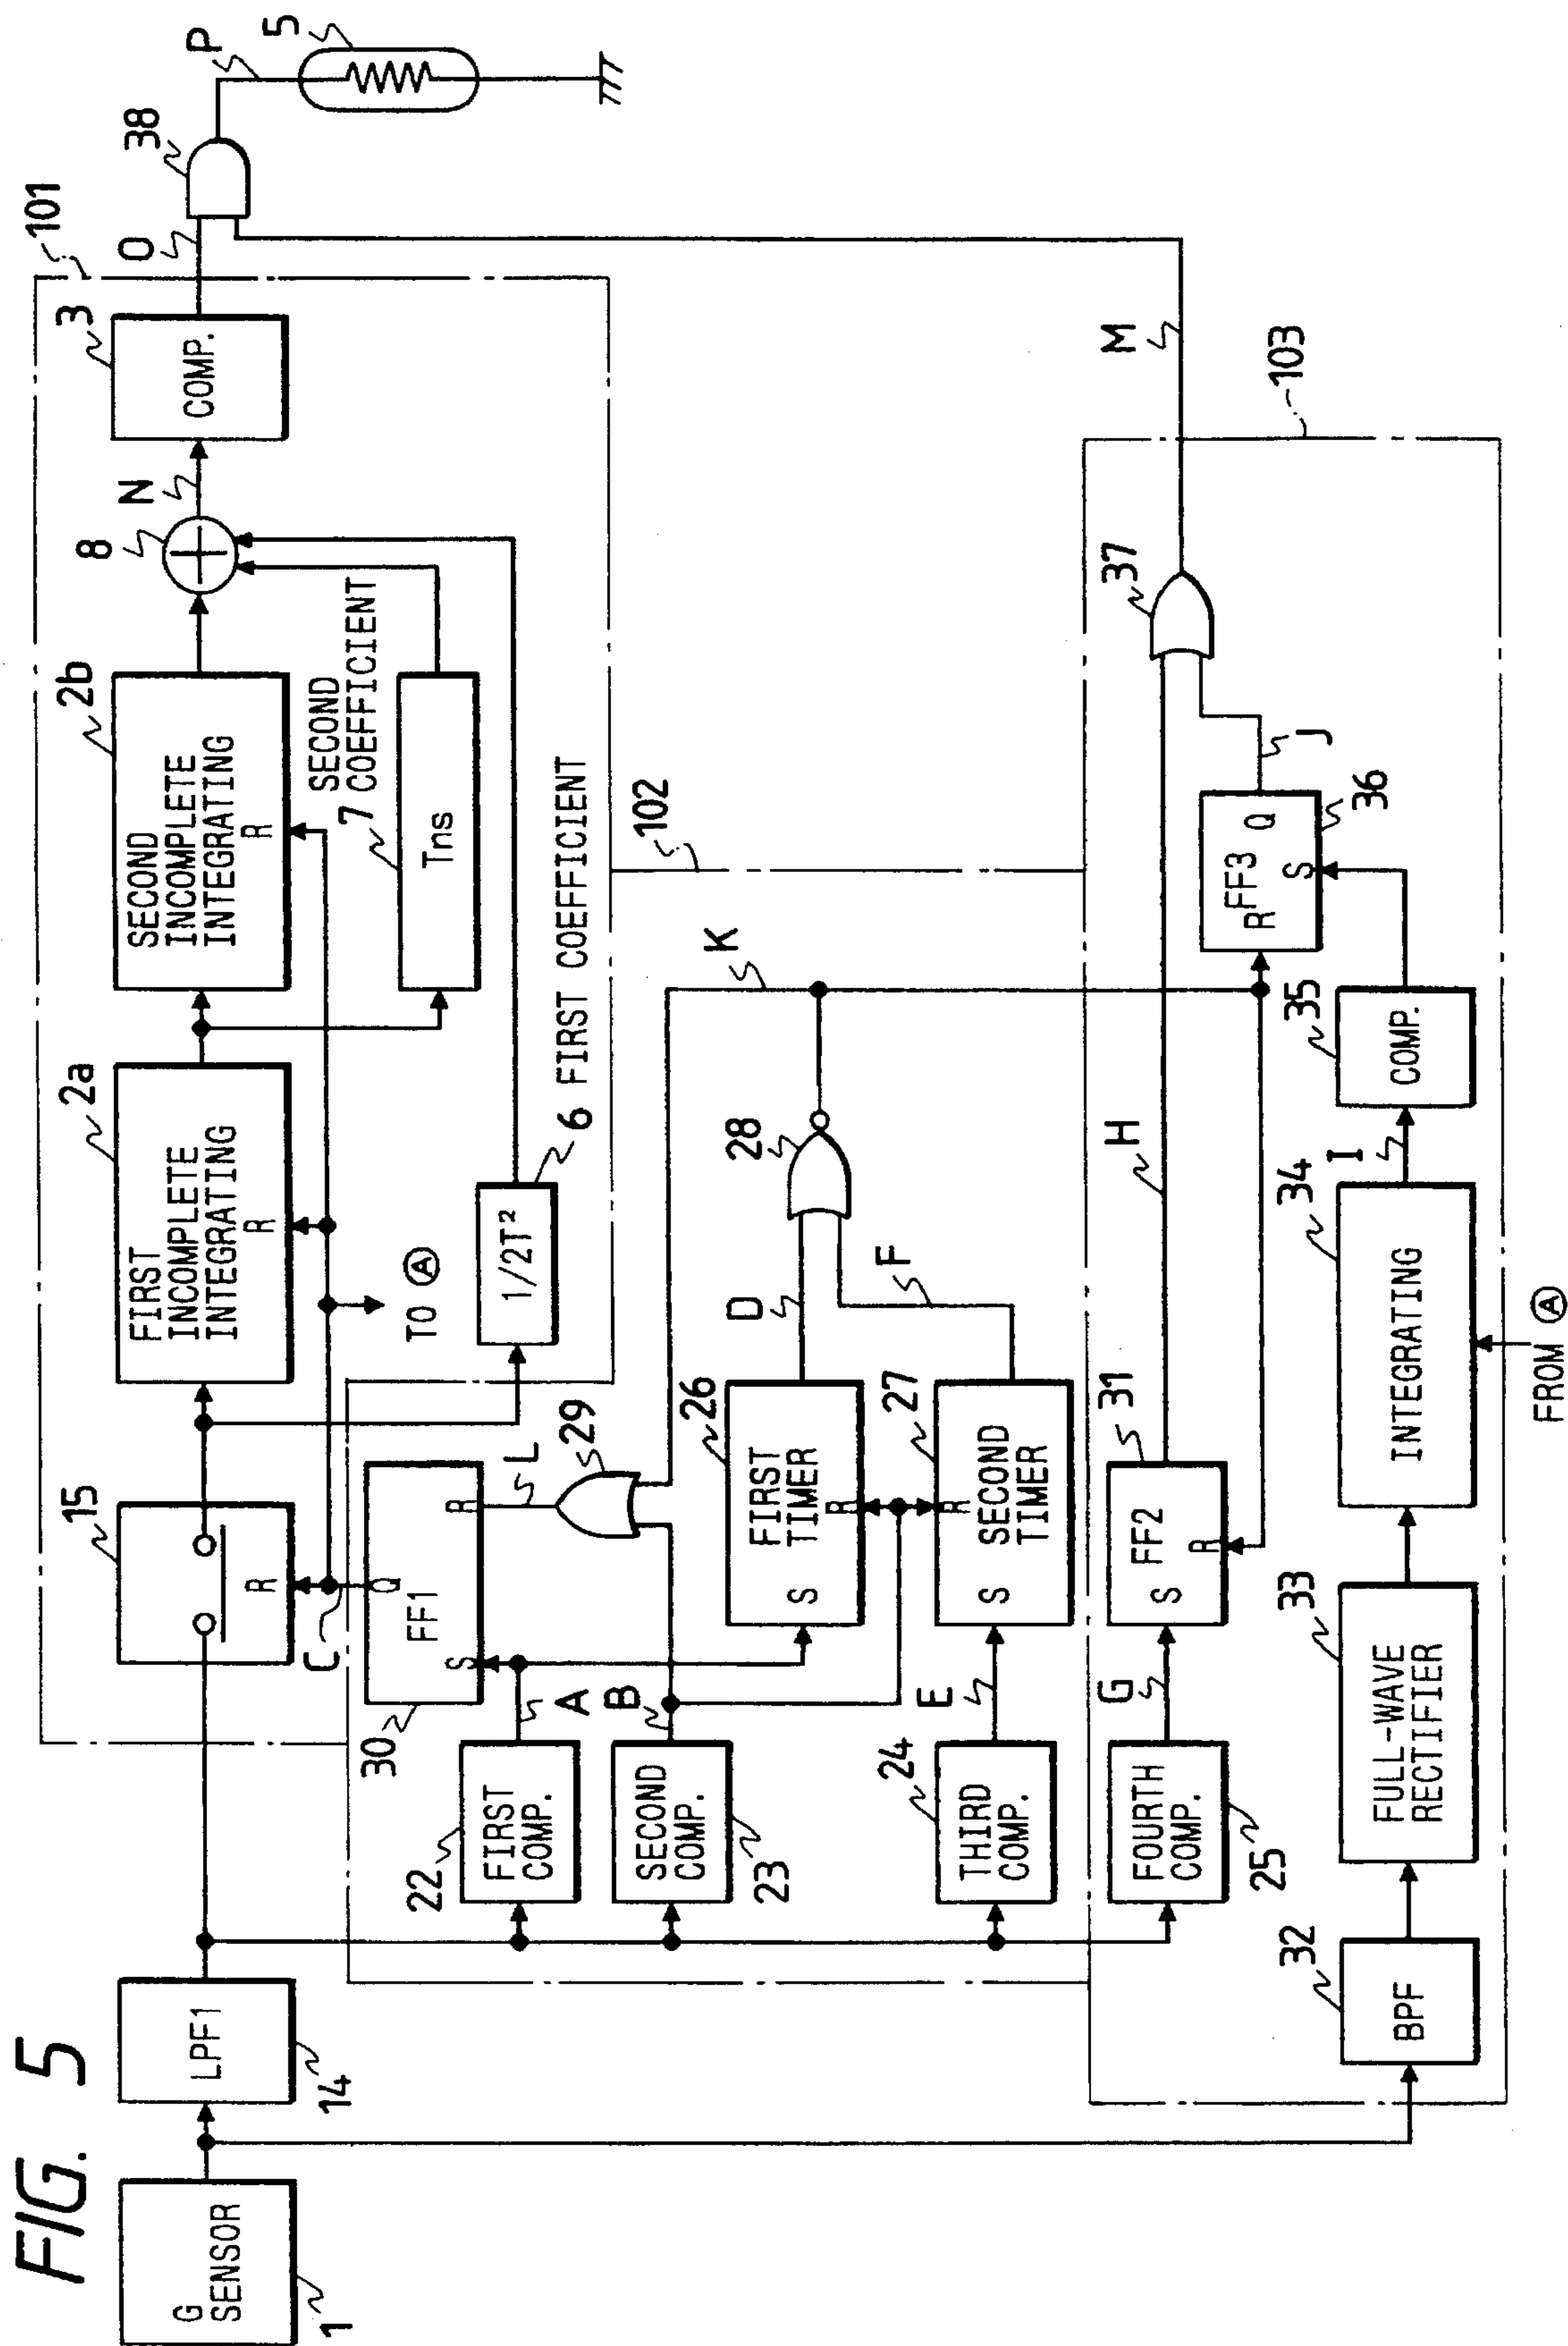 FIG. 5
G
SENSOR
1
LPF1
14
15
R
C
FIRST
INCOMPLETE
INTEGRATING
R
2a
SECOND
INCOMPLETE
INTEGRATING
R
2b
8
N
COMP.
3
101
O
38
P
5
TO Ⓐ
1/2T²
6 FIRST COEFFICIENT
Tns
7
SECOND
COEFFICIENT
102
30
Q
FF1
S
R
L
29
FIRST
COMP.
22
A
SECOND
COMP.
23
B
THIRD
COMP.
24
E
FOURTH
COMP.
25
G
FIRST
TIMER
S
R
26
SECOND
TIMER
S
R
27
D
F
28
K
FF2
S
R
31
H
BPF
32
FULL-WAVE
RECTIFIER
33
INTEGRATING
34
FROM Ⓐ
I
COMP.
35
FF3
R
S
Q
36
J
37
M
103